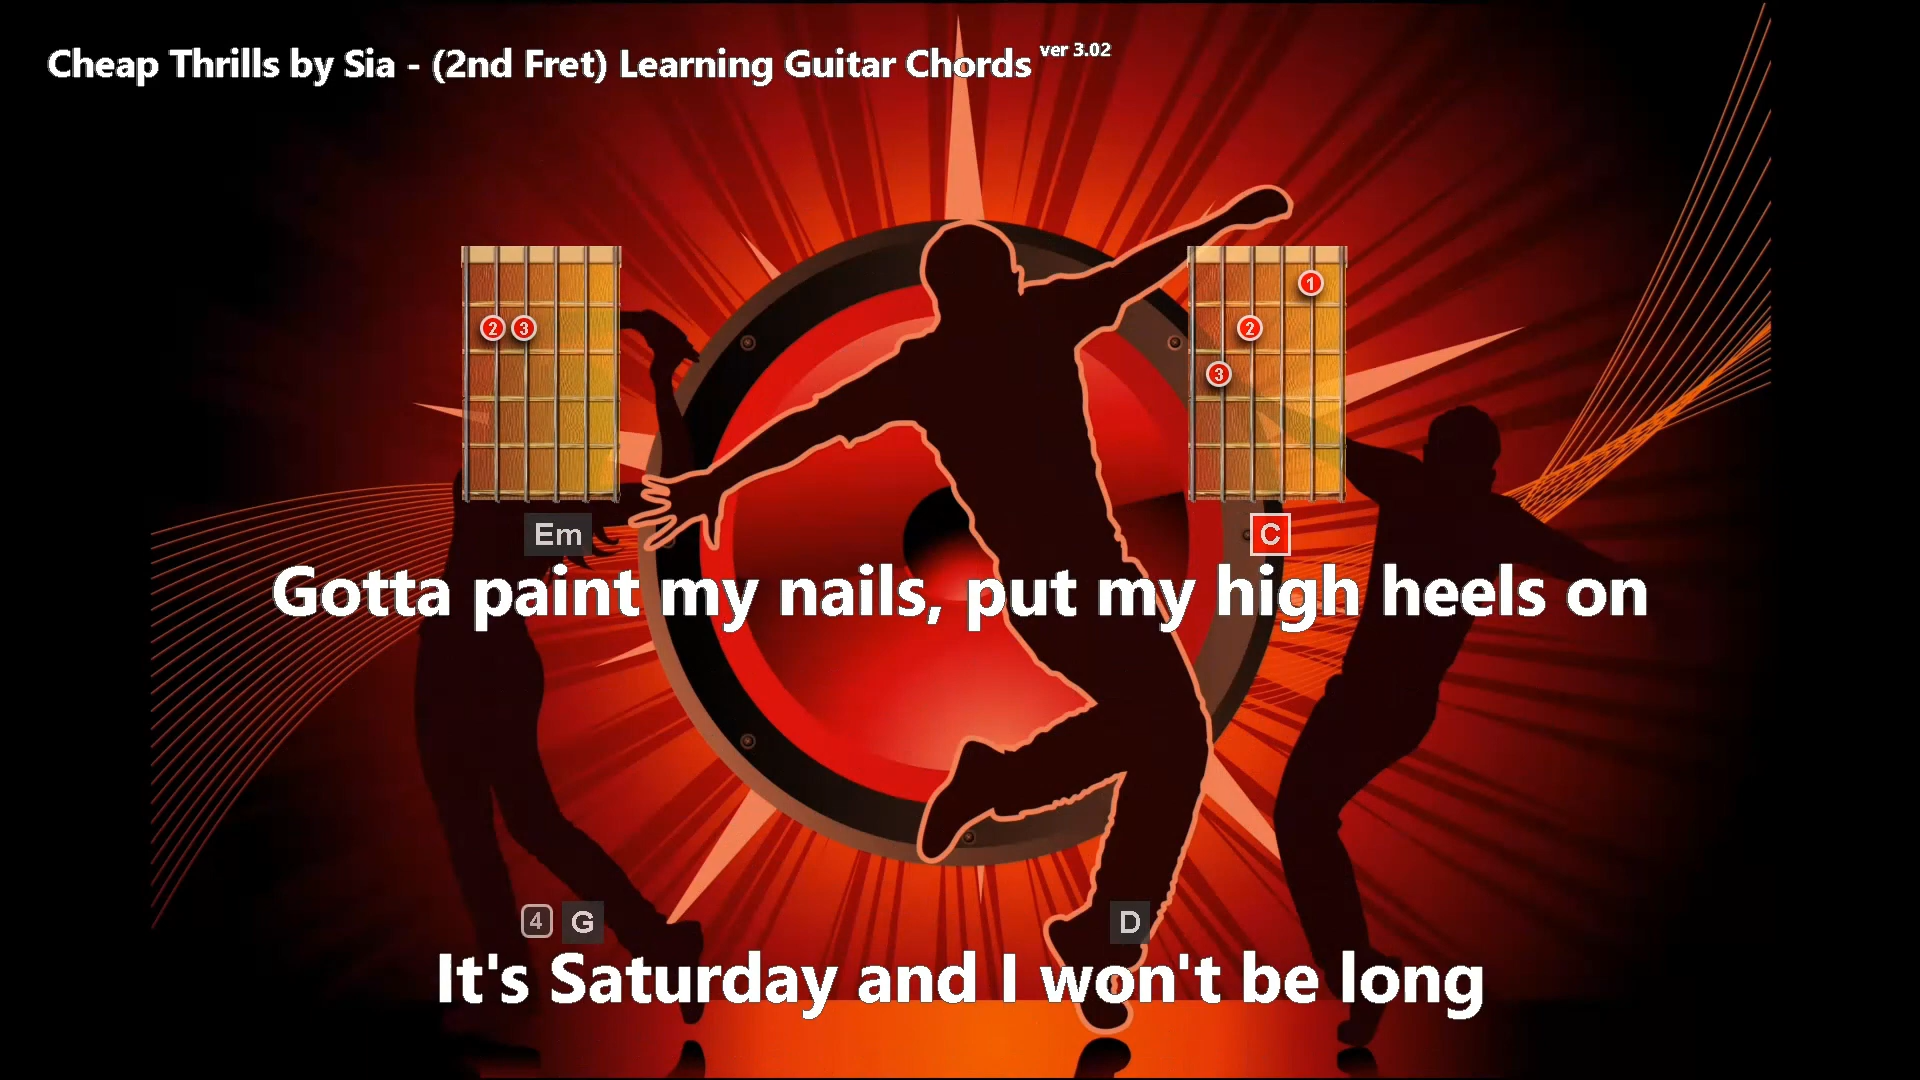 Cheap Thrills by Sia - (2nd Fret) Learning Guitar Chords ver 3.02
2 3
1
2
3
Em C
Gotta paint my nails, put my high heels on
4 G D
It's Saturday and I won't be long